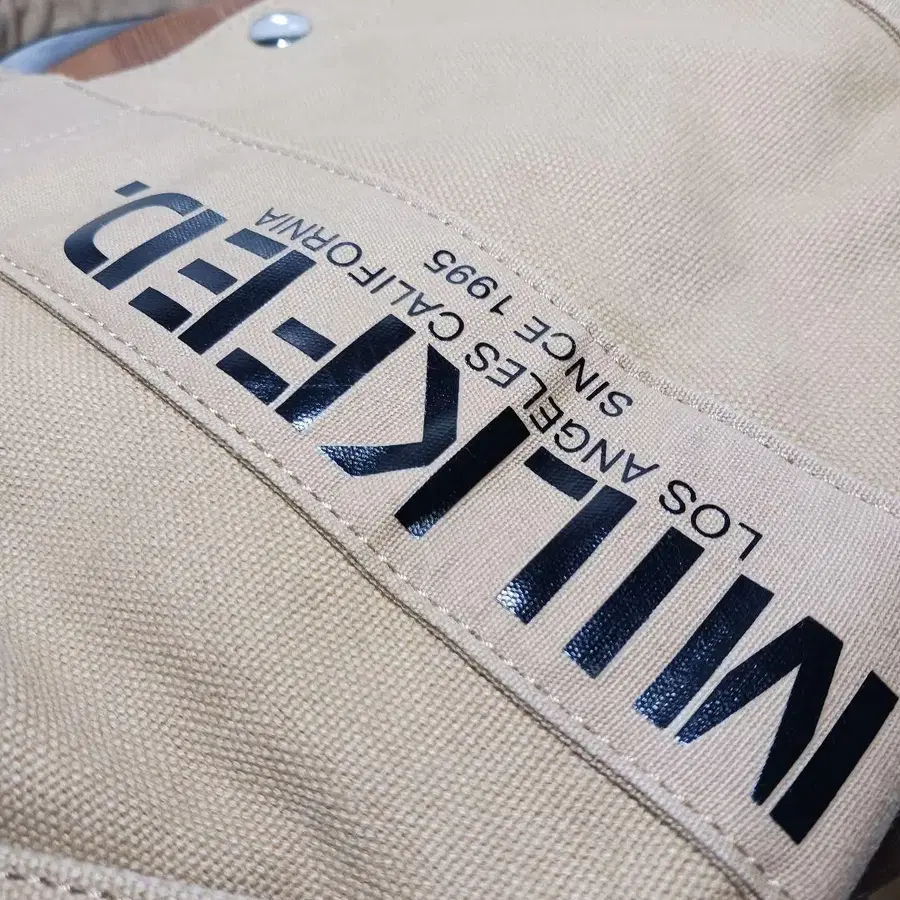 MILKFED.
LOS ANGELES CALIFORNIA
SINCE 1995